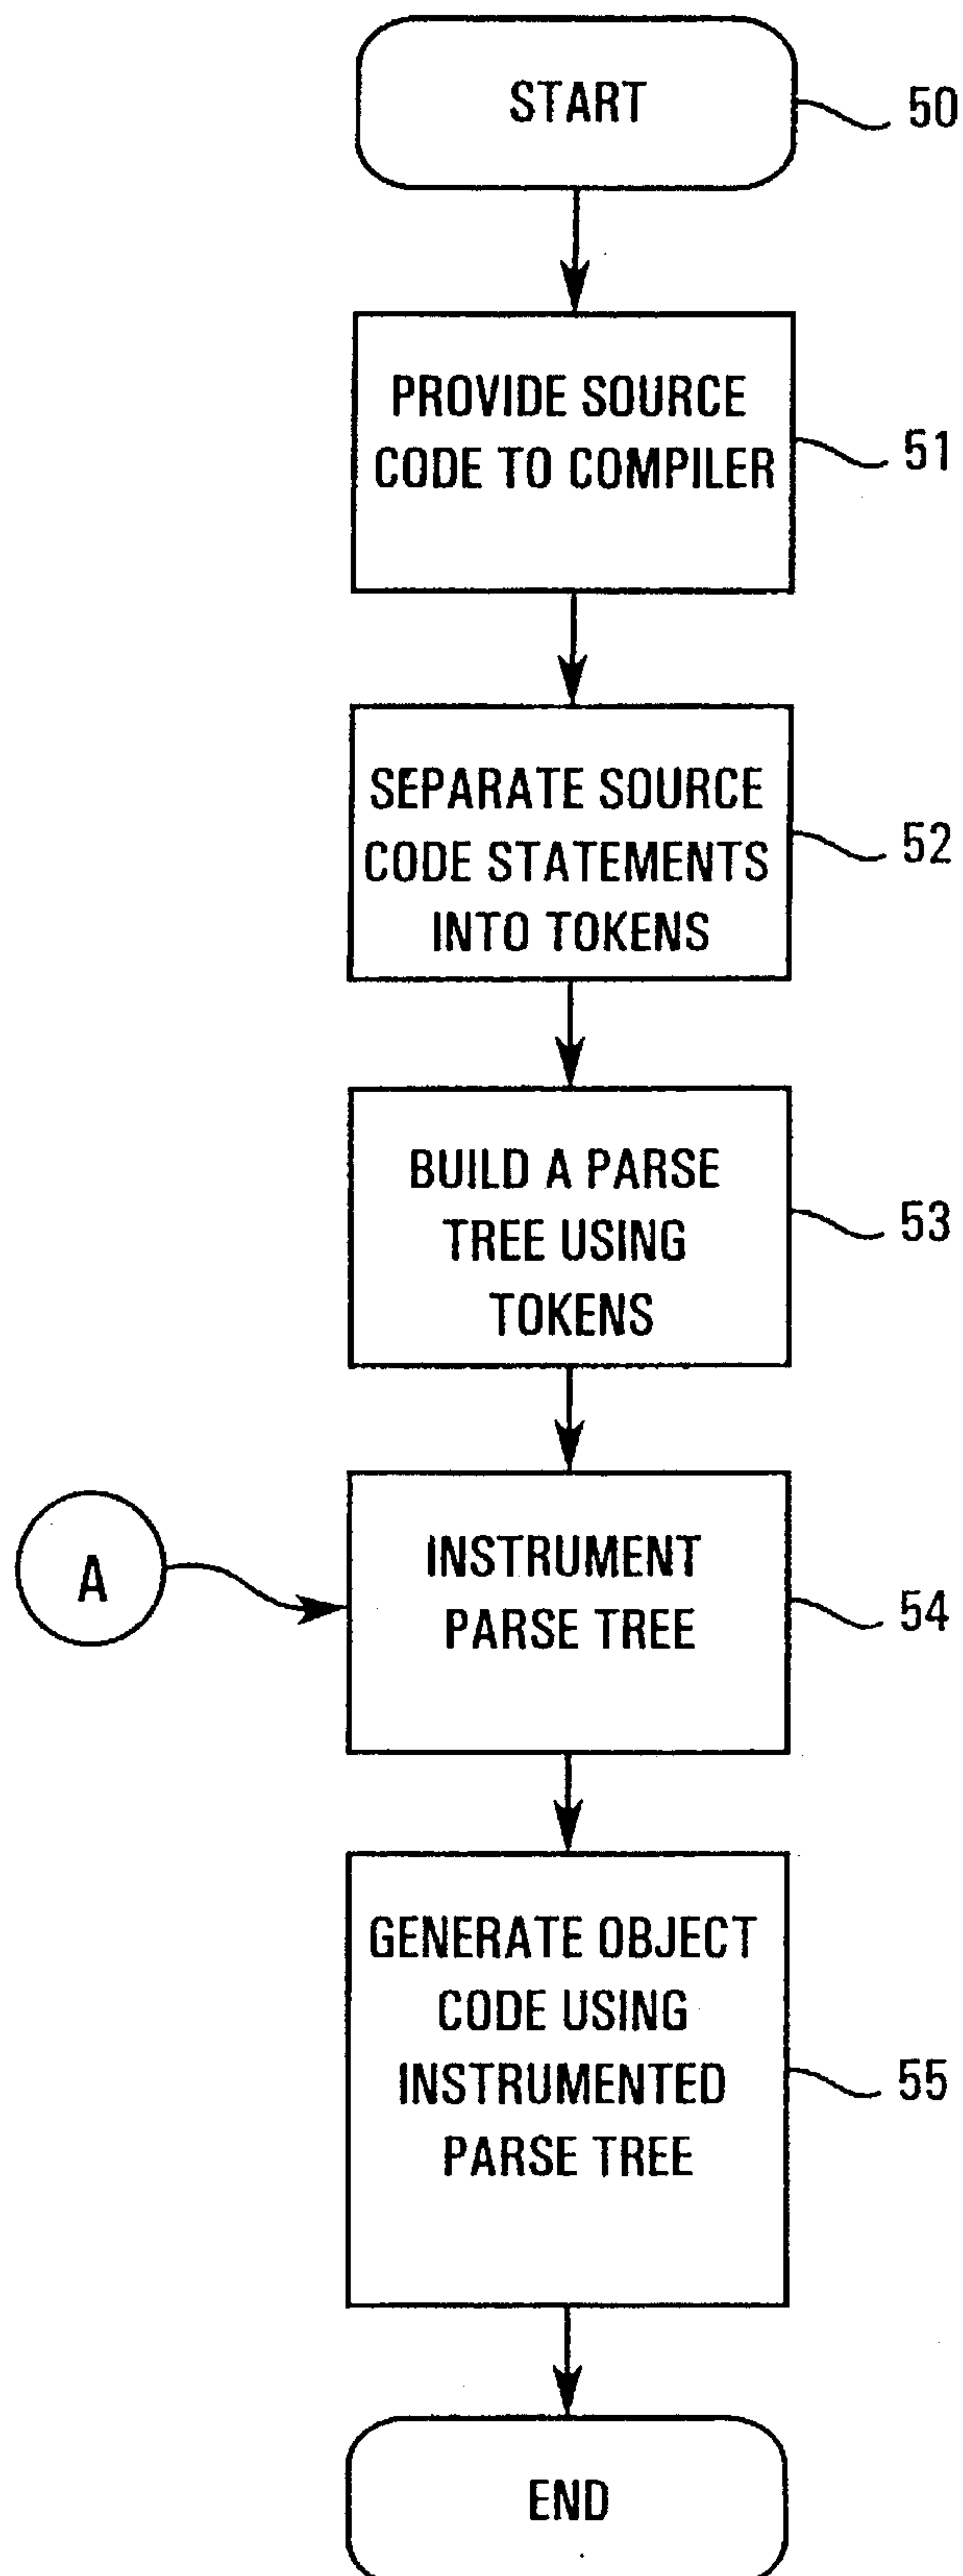 START
50
PROVIDE SOURCE
CODE TO COMPILER
51
SEPARATE SOURCE
CODE STATEMENTS
INTO TOKENS
52
BUILD A PARSE
TREE USING
TOKENS
53
A
INSTRUMENT
PARSE TREE
54
GENERATE OBJECT
CODE USING
INSTRUMENTED
PARSE TREE
55
END